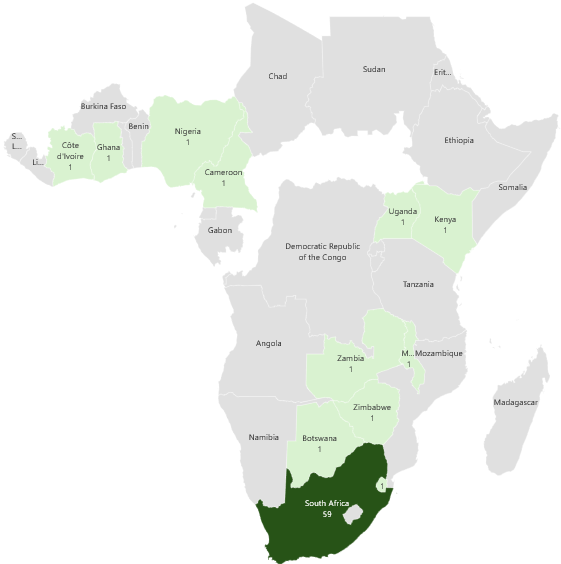 Chad
Sudan
Erit...
Burkina Faso
Benin
Nigeria
1
S...
L...
Li...
Côte
d'Ivoire
1
Ghana
1
Ethiopia
Cameroon
1
Somalia
Uganda
1
Kenya
1
Gabon
Democratic Republic
of the Congo
Tanzania
Angola
Zambia
1
M...
1
Mozambique
Zimbabwe
1
Madagascar
Namibia
Botswana
1
1
South Africa
59